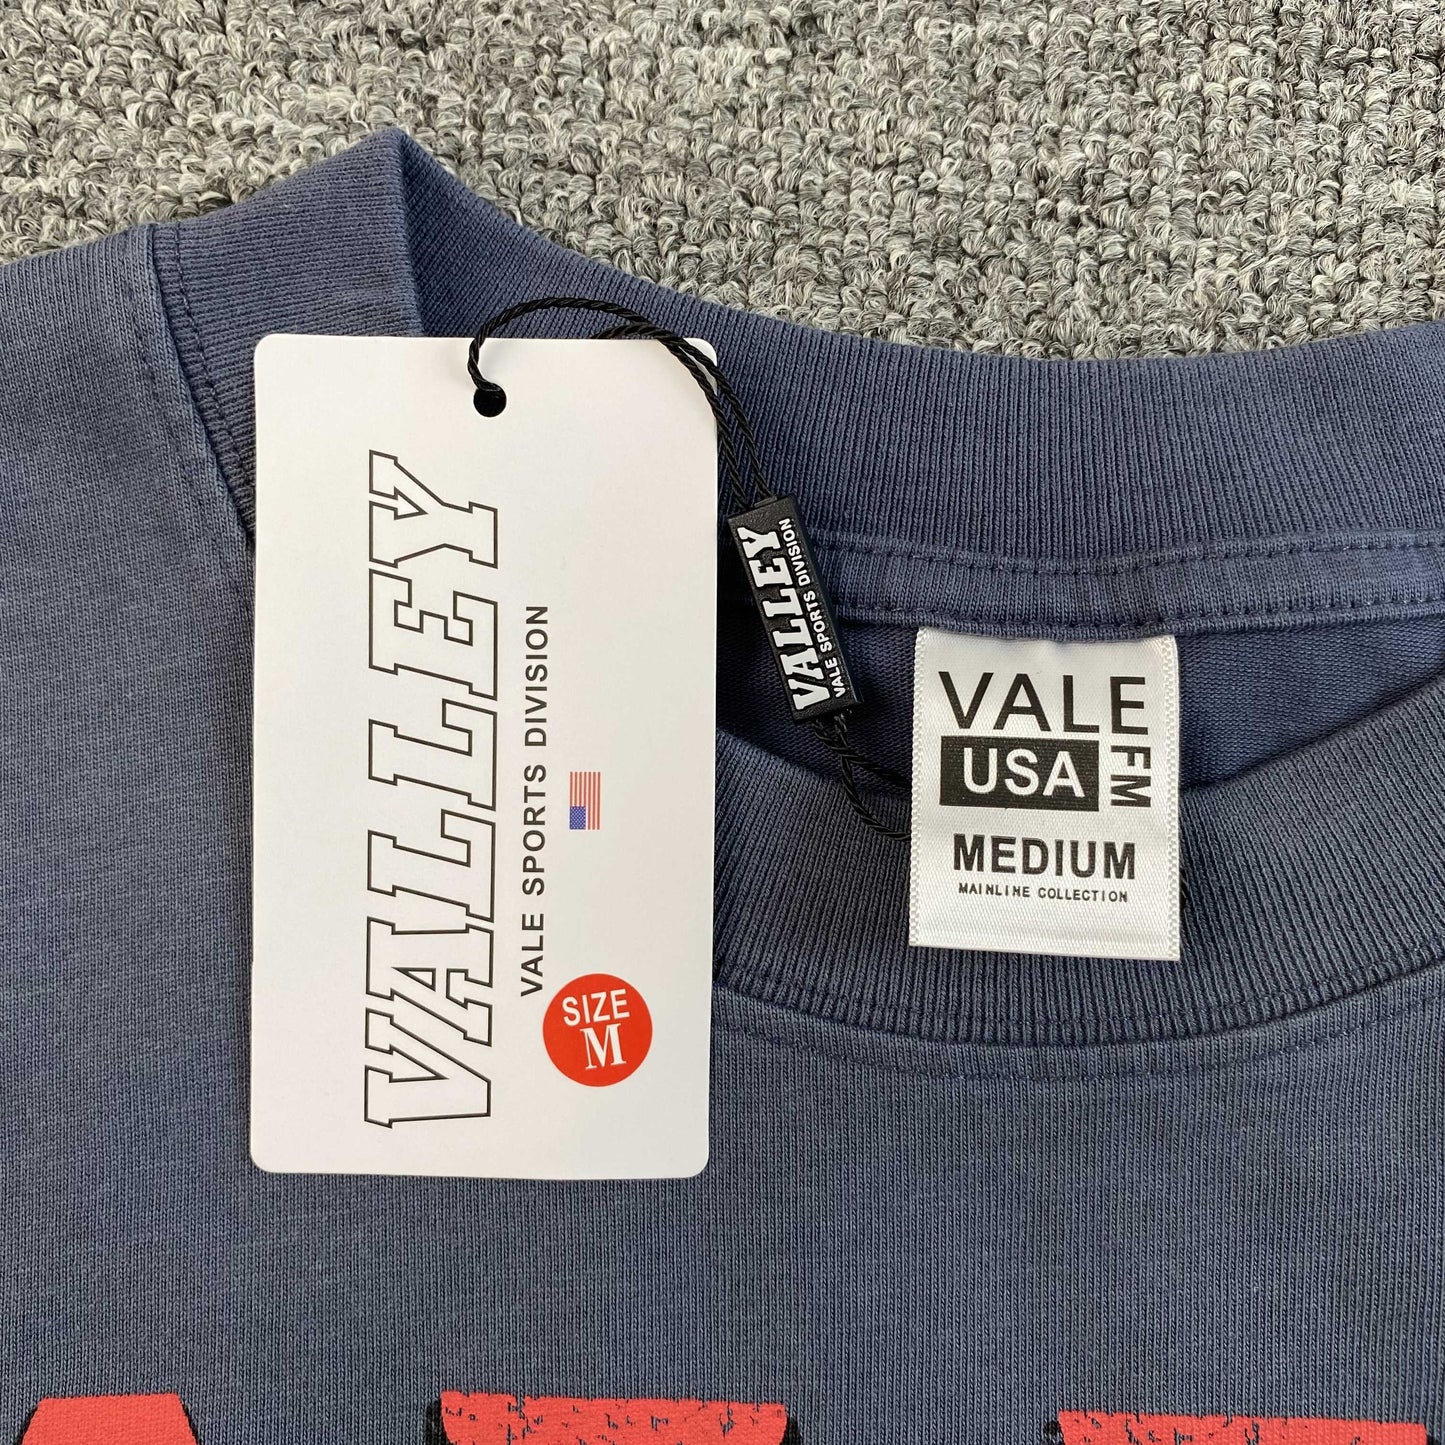 VALLEY
VALE SPORTS DIVISION
SIZE
M
VALLEY
VALE SPORTS DIVISION
VALE
FM
USA
MEDIUM
MAINLINE COLLECTION